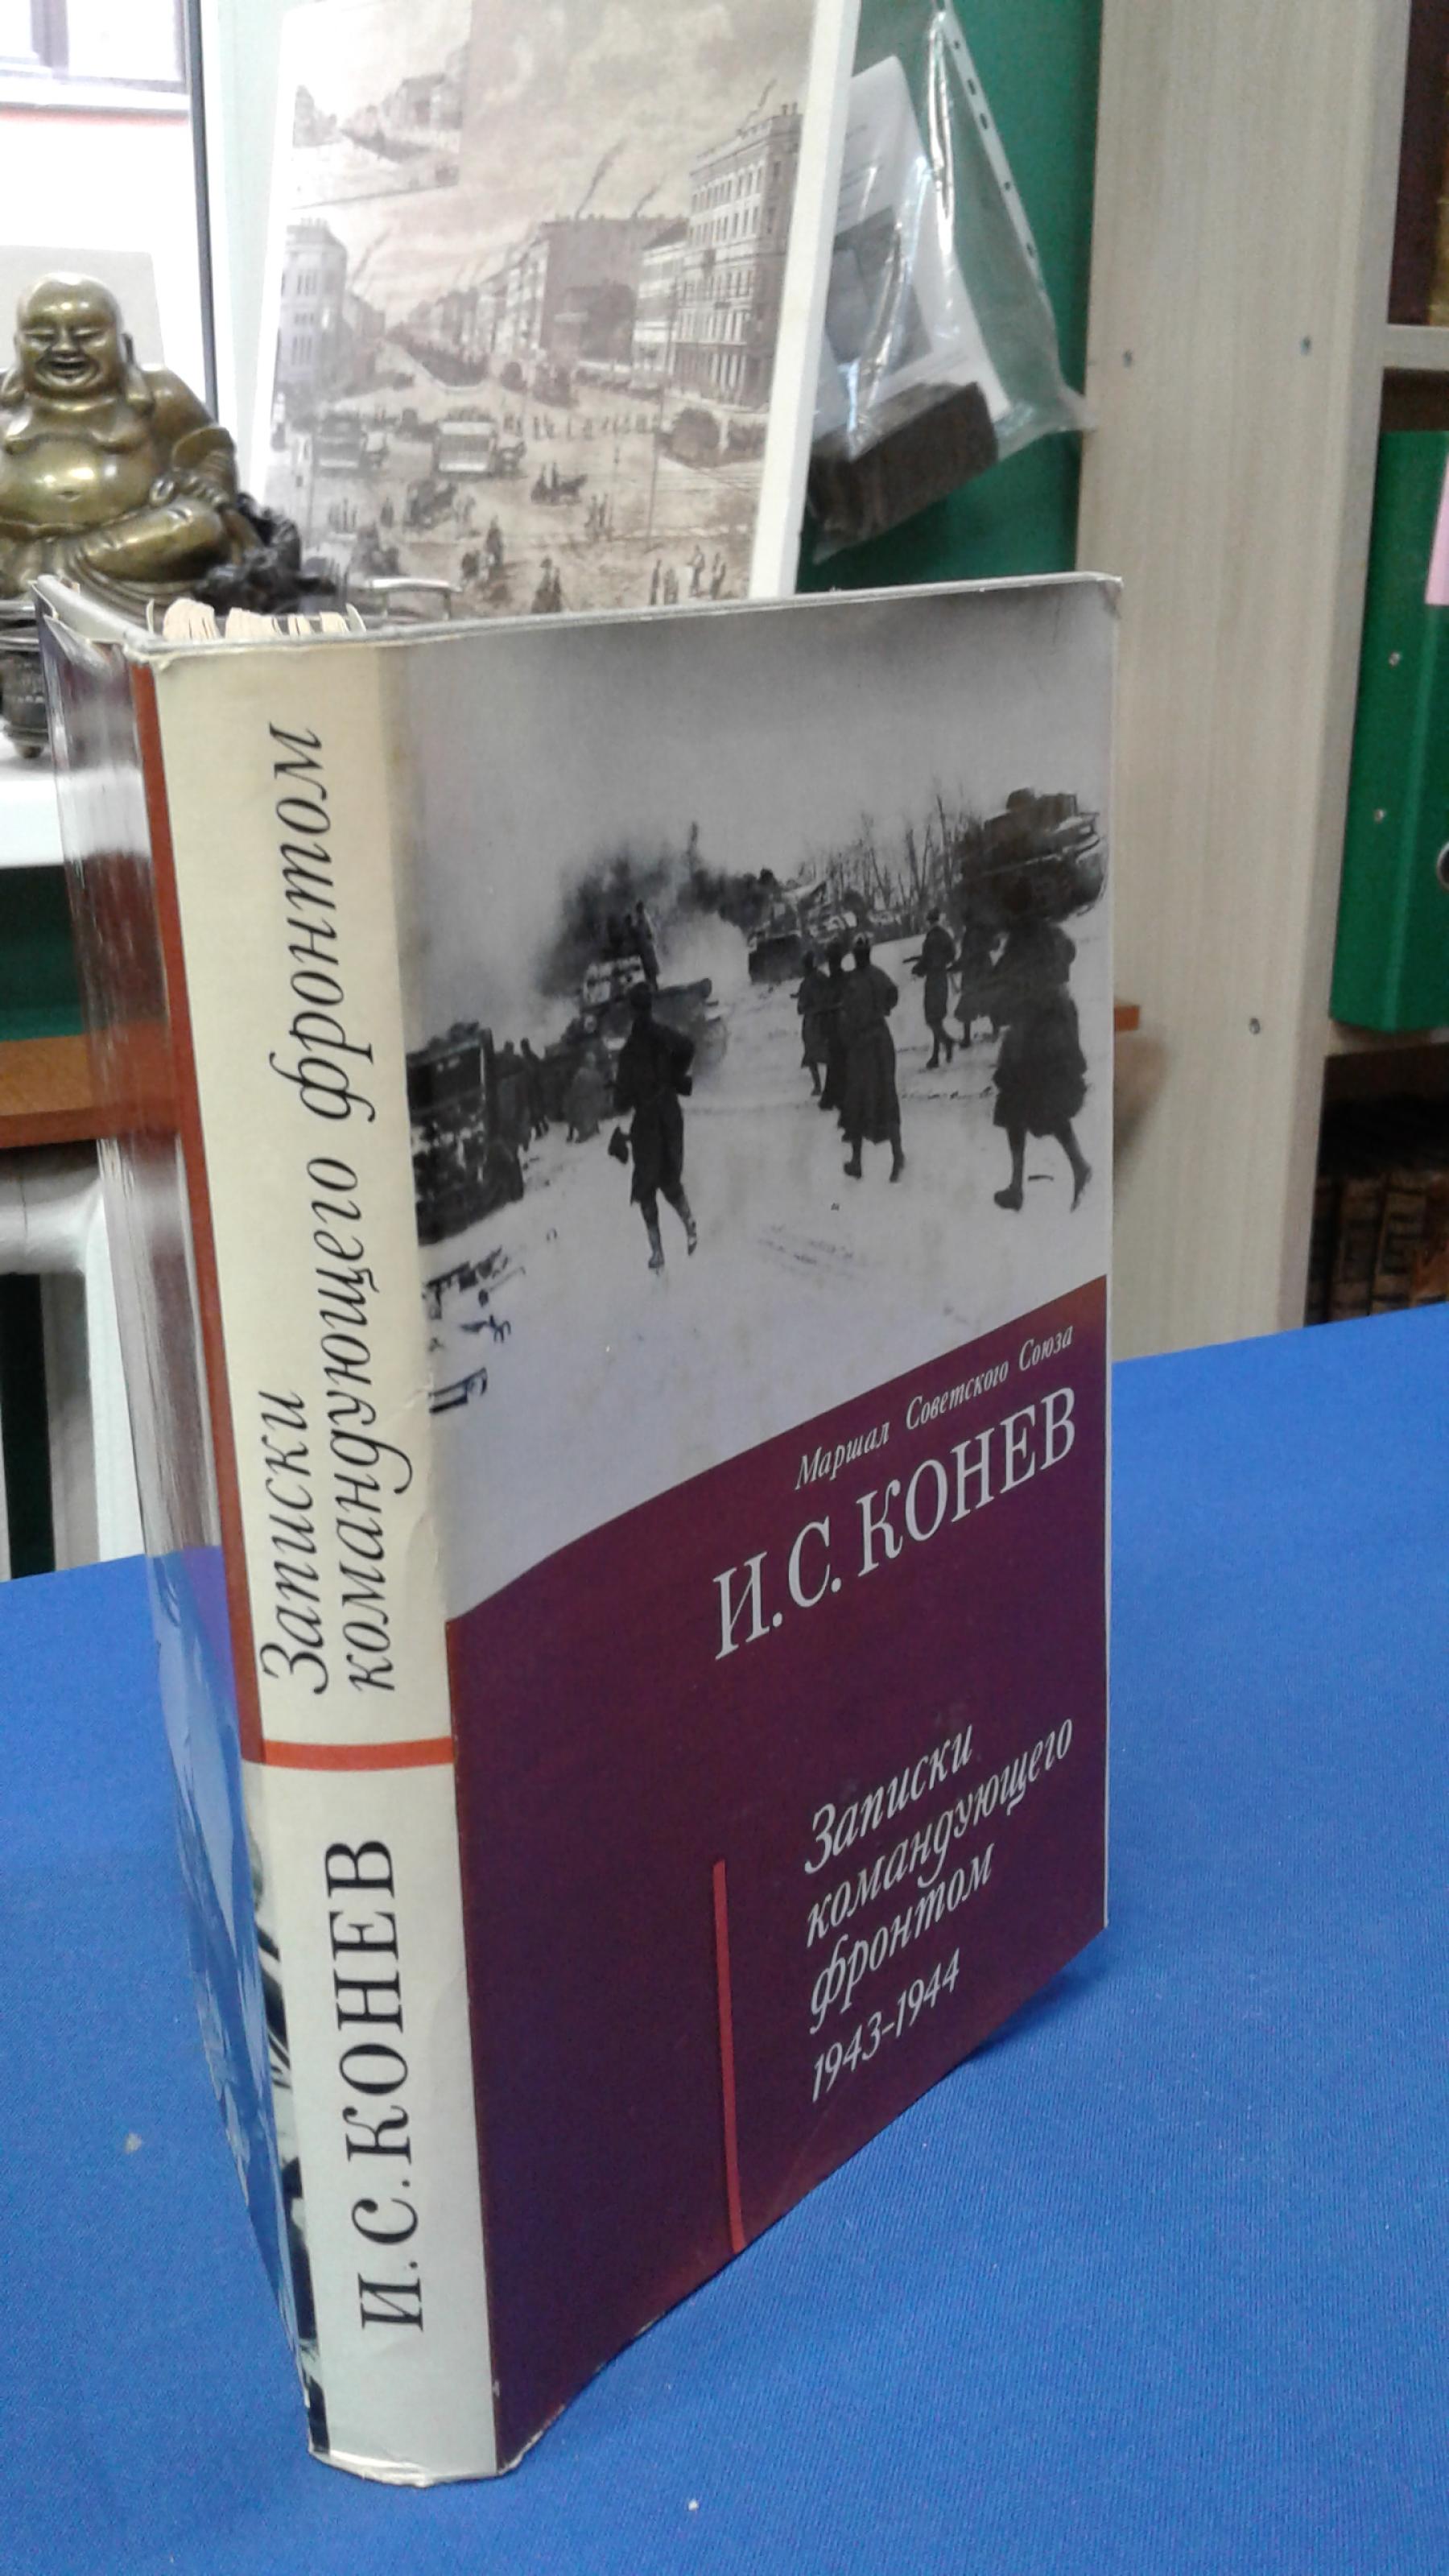 Записки
командующего фронтом
И.С.КОНЕВ
Маршал Советского Союза
И.С.КОНЕВ
Записки
командующего
фронтом
1943-1944